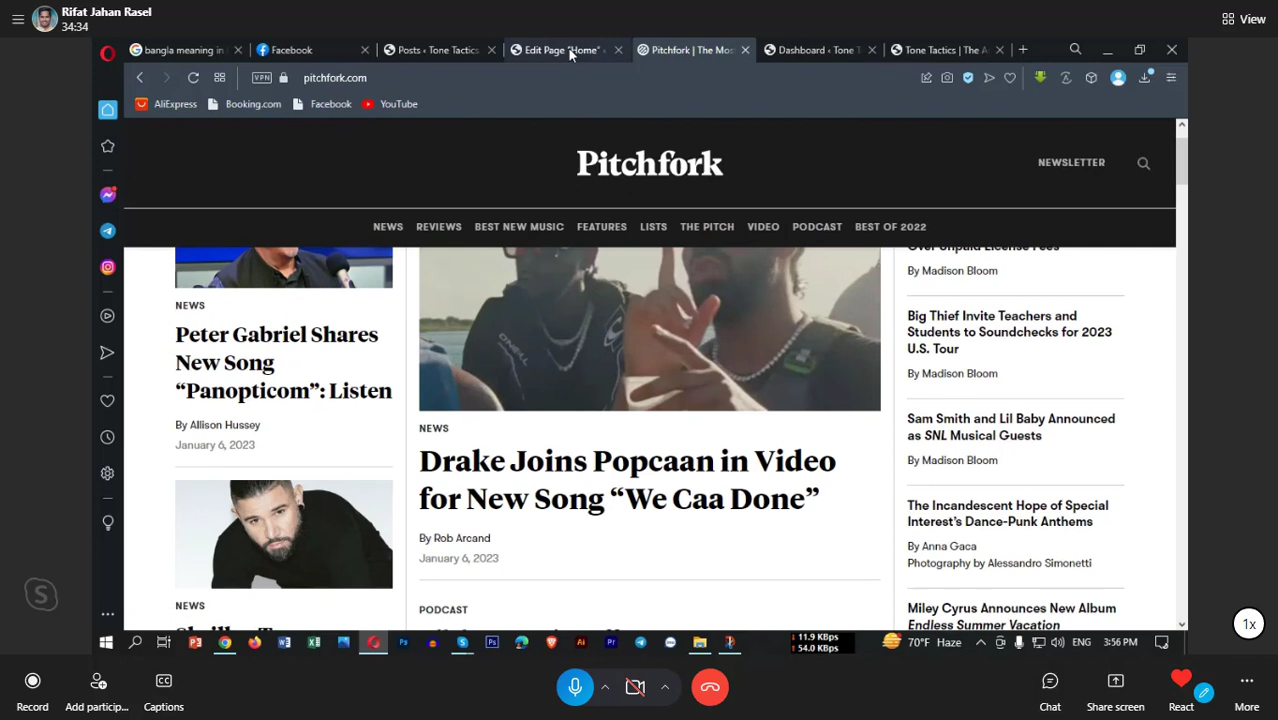 Rifat Jahan Rasel
34:34
View
bangla meaning in
Facebook
Posts ‹ Tone Tactics
Edit Page "Home" ‹
Pitchfork | The Mos
Dashboard ‹ Tone T
Tone Tactics | The A
VPN
pitchfork.com
AliExpress
Booking.com
Facebook
YouTube
Pitchfork
NEWSLETTER
NEWS
REVIEWS
BEST NEW MUSIC
FEATURES
LISTS
THE PITCH
VIDEO
PODCAST
BEST OF 2022
NEWS
Peter Gabriel Shares
New Song
“Panopticom”: Listen
By Allison Hussey
January 6, 2023
NEWS
O'NEILL
NEWS
Drake Joins Popcaan in Video
for New Song “We Caa Done”
By Rob Arcand
January 6, 2023
PODCAST
Over Unpaid License Fees
By Madison Bloom
Big Thief Invite Teachers and
Students to Soundchecks for 2023
U.S. Tour
By Madison Bloom
Sam Smith and Lil Baby Announced
as SNL Musical Guests
By Madison Bloom
The Incandescent Hope of Special
Interest’s Dance-Punk Anthems
By Anna Gaca
Photography by Alessandro Simonetti
Miley Cyrus Announces New Album
Endless Summer Vacation
11.9 KBps
54.0 KBps
70°F Haze
ENG
3:56 PM
1x
Record
Add particip...
Captions
Chat
Share screen
React
More